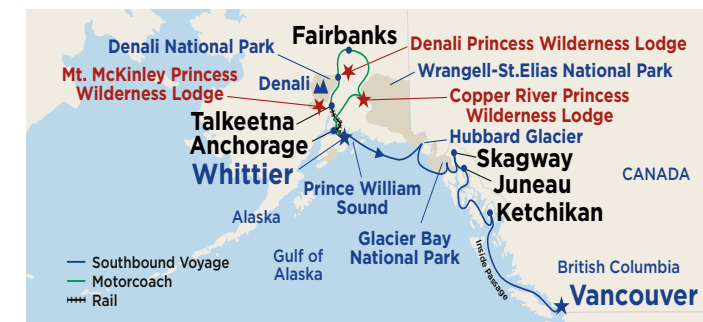 Fairbanks
Denali National Park
Denali Princess Wilderness Lodge
Mt. McKinley Princess
Wilderness Lodge
Denali
Wrangell-St.Elias National Park
Copper River Princess
Wilderness Lodge
Talkeetna
Anchorage
Whittier
Hubbard Glacier
Skagway
Juneau
Ketchikan
CANADA
Prince William
Sound
Alaska
Glacier Bay
National Park
Gulf of
Alaska
Inside Passage
British Columbia
Vancouver
Southbound Voyage
Motorcoach
Rail